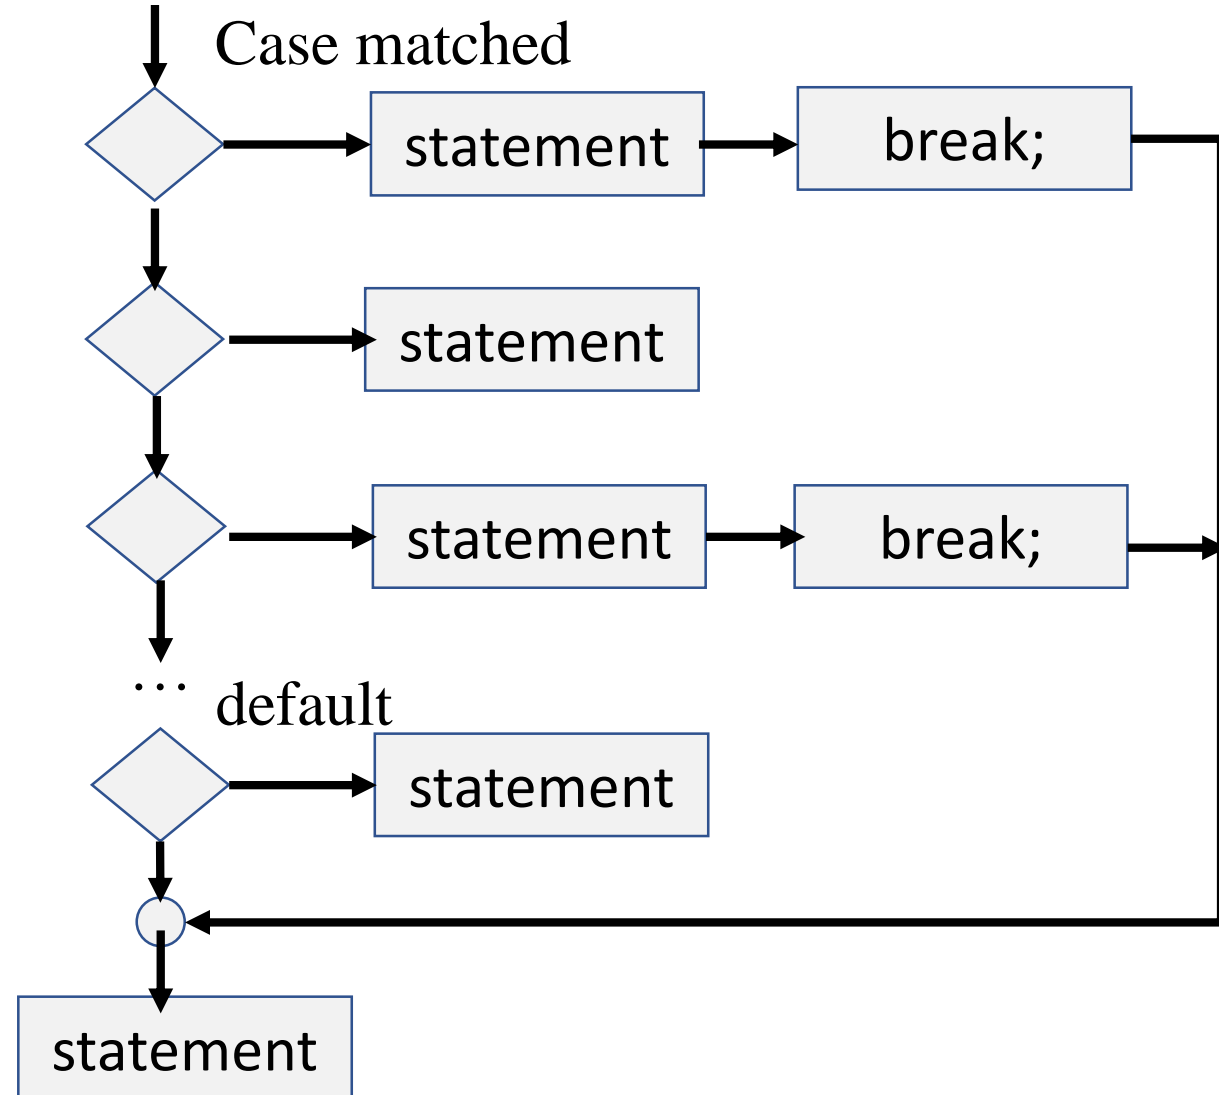 Case matched
statement
break;
statement
statement
break;
...
default
statement
statement